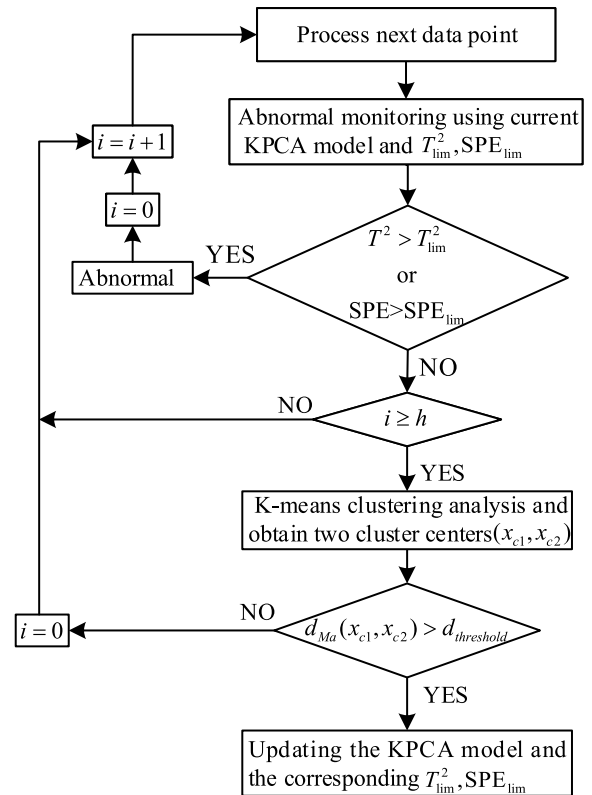 Process next data point
Abnormal monitoring using current
KPCA model and T²lim,SPElim
i = i+1
i = 0
Abnormal
YES
T² > T²lim
or
SPE>SPElim
NO
NO
i ≥ h
YES
K-means clustering analysis and
obtain two cluster centers(xc1,xc2)
NO
i = 0
dMa(xc1,xc2) > dthreshold
YES
Updating the KPCA model and
the corresponding T²lim,SPElim